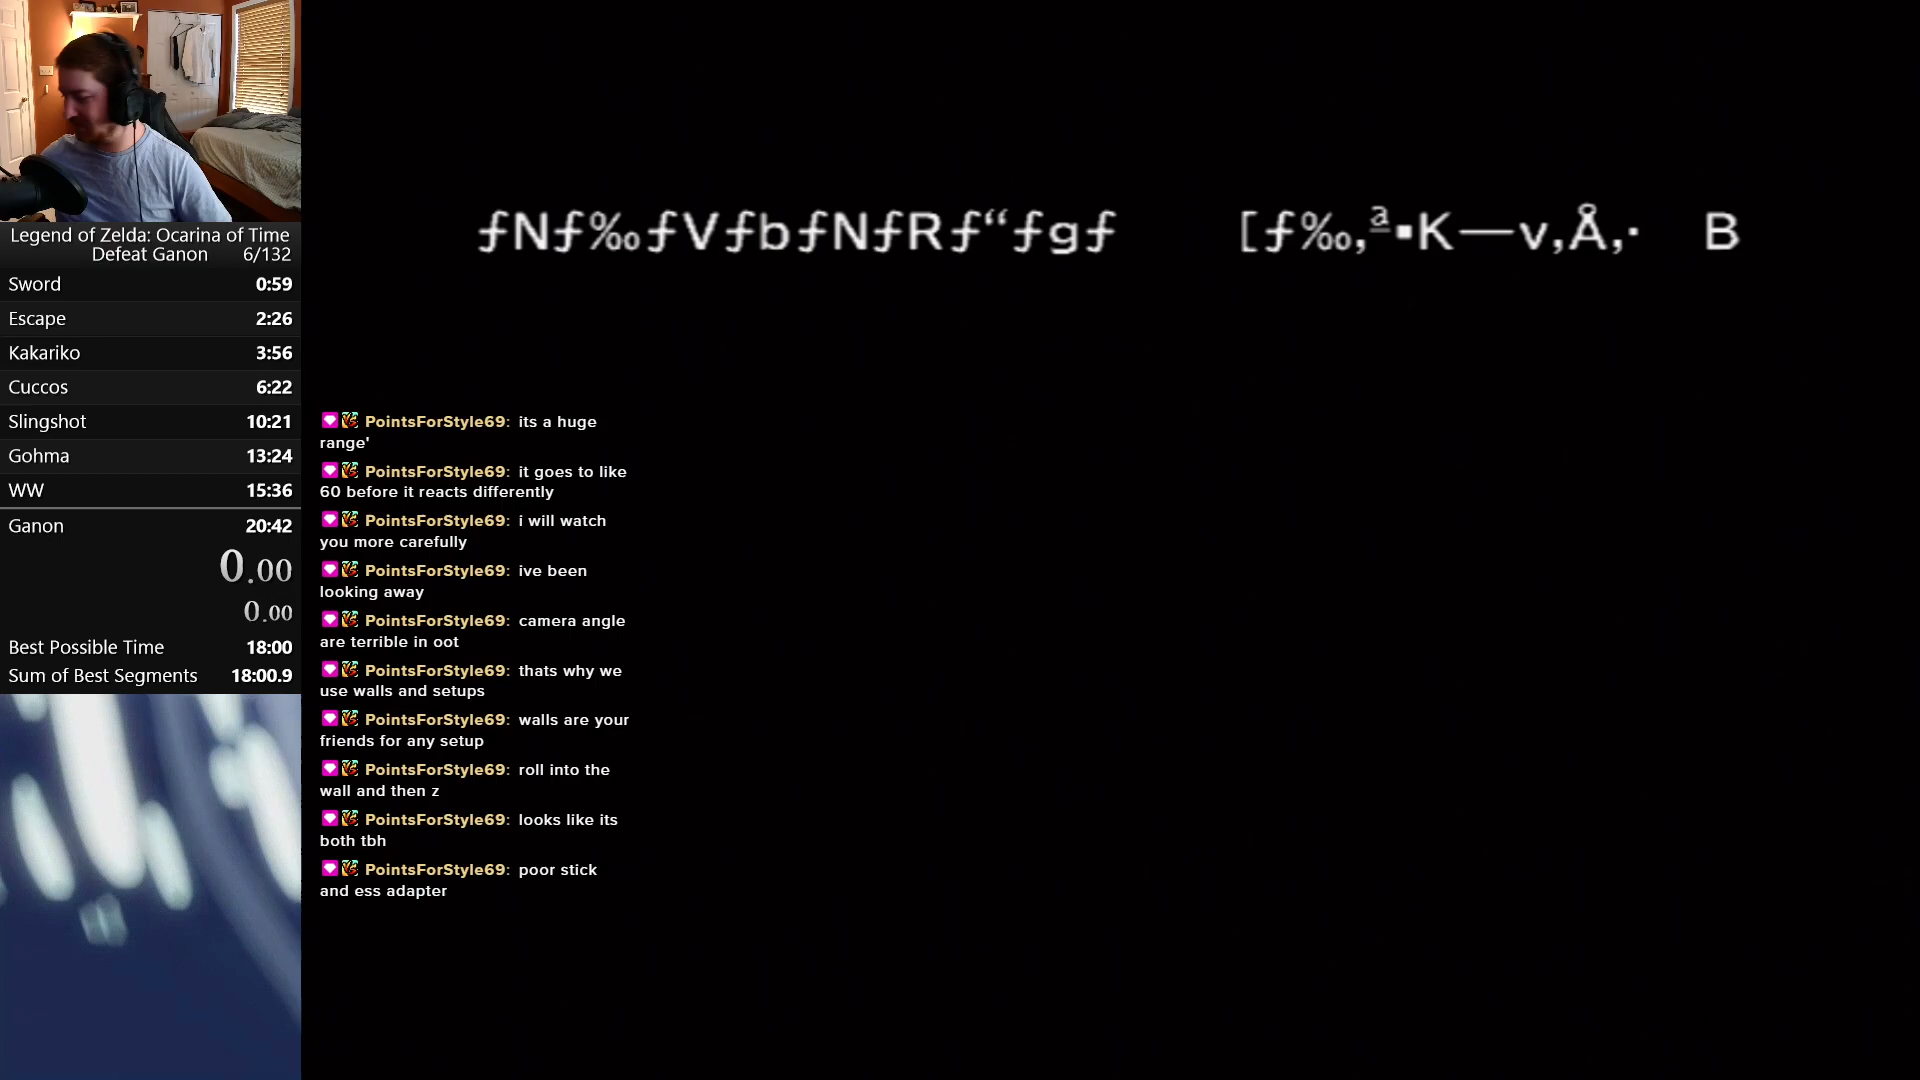 Legend of Zelda: Ocarina of Time
Defeat Ganon 6/132
Sword 0:59
Escape 2:26
Kakariko 3:56
Cuccos 6:22
Slingshot 10:21
Gohma 13:24
WW 15:36
Ganon 20:42
0.00
0.00
Best Possible Time 18:00
Sum of Best Segments 18:00.9
ƒNƒ‰ƒVƒbƒNƒRƒ“ƒgƒ [ƒ‰‚ª▪K—v‚Å‚· B
PointsForStyle69: its a huge
range'
PointsForStyle69: it goes to like
60 before it reacts differently
PointsForStyle69: i will watch
you more carefully
PointsForStyle69: ive been
looking away
PointsForStyle69: camera angle
are terrible in oot
PointsForStyle69: thats why we
use walls and setups
PointsForStyle69: walls are your
friends for any setup
PointsForStyle69: roll into the
wall and then z
PointsForStyle69: looks like its
both tbh
PointsForStyle69: poor stick
and ess adapter